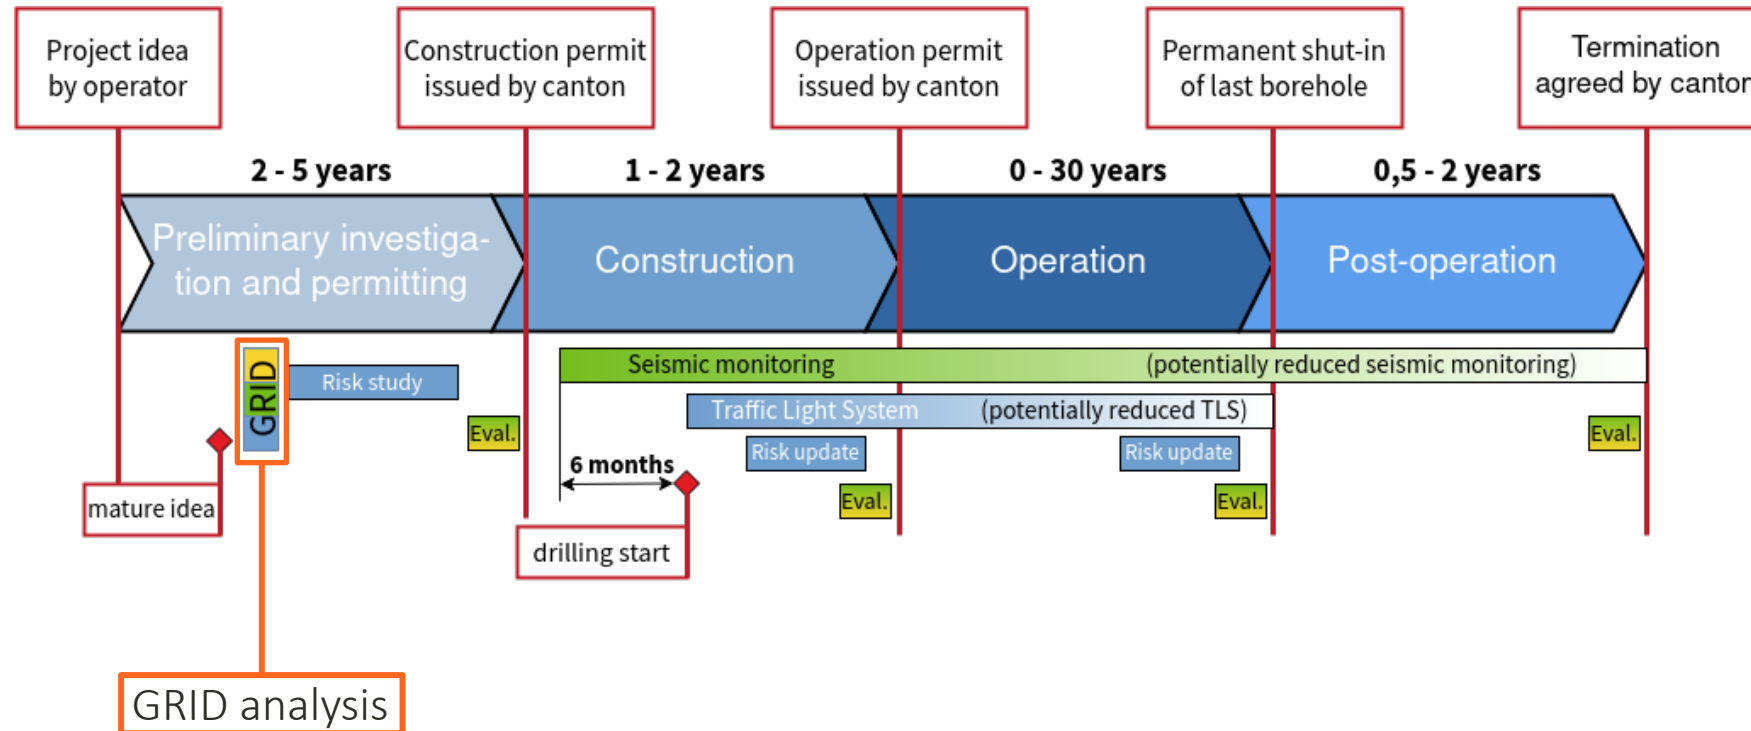 Project idea
by operator
Construction permit
issued by canton
Operation permit
issued by canton
Permanent shut-in
of last borehole
Termination
agreed by canton
2 - 5 years
1 - 2 years
0 - 30 years
0,5 - 2 years
Preliminary investiga-
tion and permitting
Construction
Operation
Post-operation
GRID
Risk study
Eval.
Seismic monitoring
(potentially reduced seismic monitoring)
Traffic Light System
(potentially reduced TLS)
Risk update
Risk update
Eval.
6 months
Eval.
Eval.
mature idea
drilling start
GRID analysis